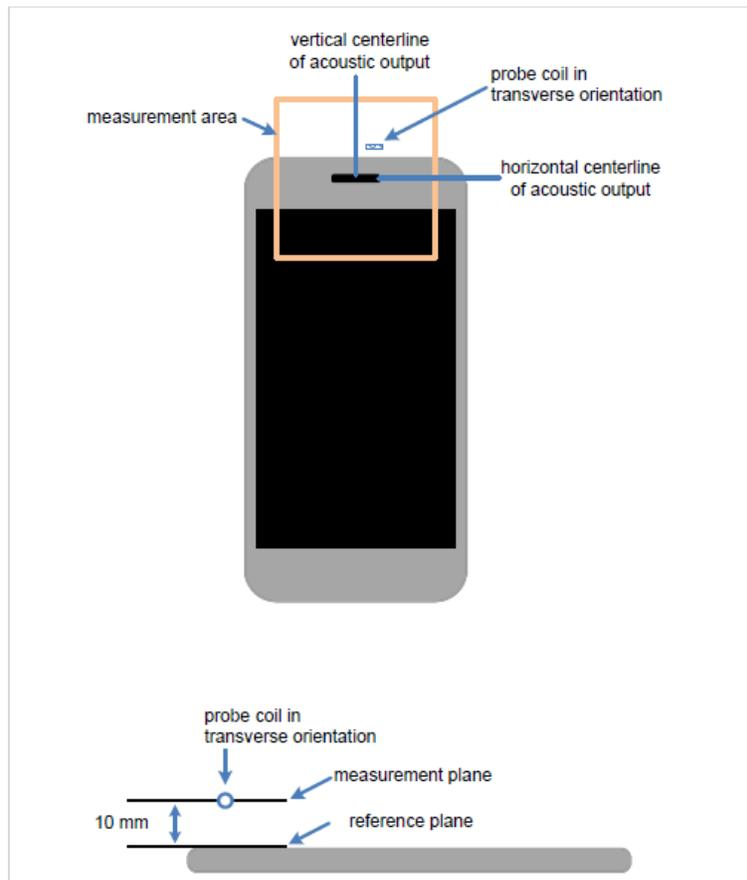 vertical centerline
of acoustic output
probe coil in
transverse orientation
measurement area
horizontal centerline
of acoustic output
probe coil in
transverse orientation
measurement plane
10 mm
reference plane